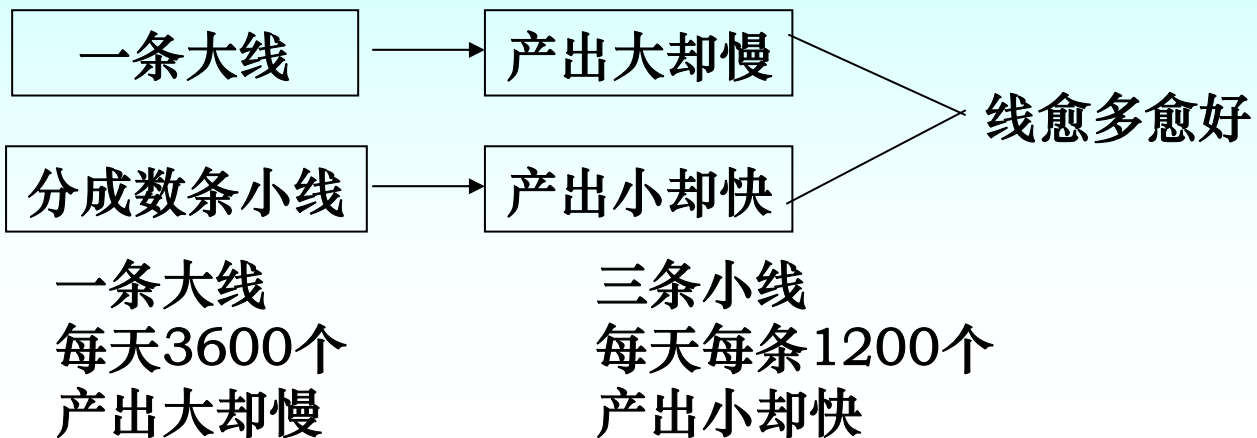 一条大线
产出大却慢
线愈多愈好
分成数条小线
产出小却快
一条大线
每天3600个
产出大却慢
三条小线
每天每条1200个
产出小却快